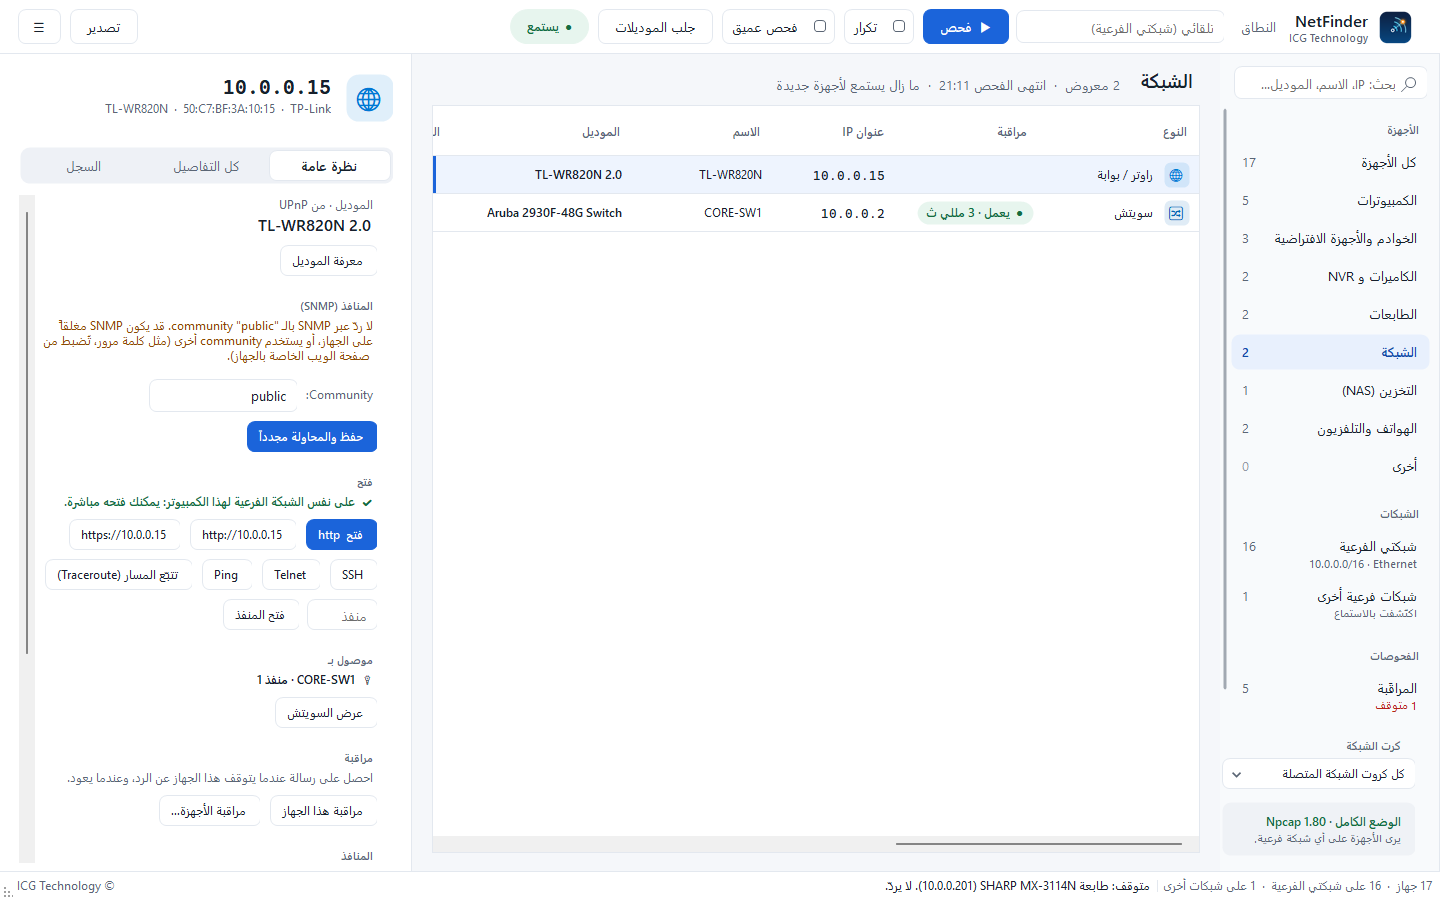 NetFinder
ICG Technology
النطاق
تلقائي (شبكتي الفرعية)
فحص
تكرار
فحص عميق
جلب الموديلات
● يستمع
تصدير
☰
بحث: IP، الاسم، الموديل...
الأجهزة
كل الأجهزة 17
الكمبيوترات 5
الخوادم والأجهزة الافتراضية 3
الكاميرات و NVR 2
الطابعات 2
الشبكة 2
التخزين (NAS) 1
الهواتف والتلفزيون 2
أخرى 0
الشبكات
شبكتي الفرعية 16
10.0.0.0/16 · Ethernet
شبكات فرعية أخرى 1
اكتُشفت بالاستماع
الفحوصات
المراقَبة 5
1 متوقف
كرت الشبكة
كل كروت الشبكة المتصلة
الوضع الكامل · Npcap 1.80
يرى الأجهزة على أي شبكة فرعية.
الشبكة
2 معروض · انتهى الفحص 21:11 · ما زال يستمع لأجهزة جديدة
النوع مراقبة عنوان IP الاسم الموديل الـ
راوتر / بوابة 10.0.0.15 TL-WR820N TL-WR820N 2.0
سويتش ● يعمل · 3 مللي ث 10.0.0.2 CORE-SW1 Aruba 2930F-48G Switch
10.0.0.15
TL-WR820N · 50:C7:BF:3A:10:15 · TP-Link
نظرة عامة
كل التفاصيل
السجل
الموديل · من UPnP
TL-WR820N 2.0
معرفة الموديل
المنافذ (SNMP)
لا ردّ عبر SNMP بالـ community "public". قد يكون SNMP مغلقاً
على الجهاز، أو يستخدم community أخرى (مثل كلمة مرور، تُضبط من
صفحة الويب الخاصة بالجهاز).
Community:
public
حفظ والمحاولة مجدداً
فتح
✔ على نفس الشبكة الفرعية لهذا الكمبيوتر: يمكنك فتحه مباشرة.
فتح http
http://10.0.0.15
https://10.0.0.15
SSH
Telnet
Ping
تتبّع المسار (Traceroute)
منفذ
فتح المنفذ
موصول بـ
CORE-SW1 · منفذ 1
عرض السويتش
مراقبة
احصل على رسالة عندما يتوقف هذا الجهاز عن الرد، وعندما يعود.
مراقبة هذا الجهاز
مراقبة الأجهزة...
المنافذ
17 جهاز · 16 على شبكتي الفرعية · 1 على شبكات أخرى
متوقف: طابعة SHARP MX-3114N (10.0.0.201). لا يردّ.
ICG Technology ©